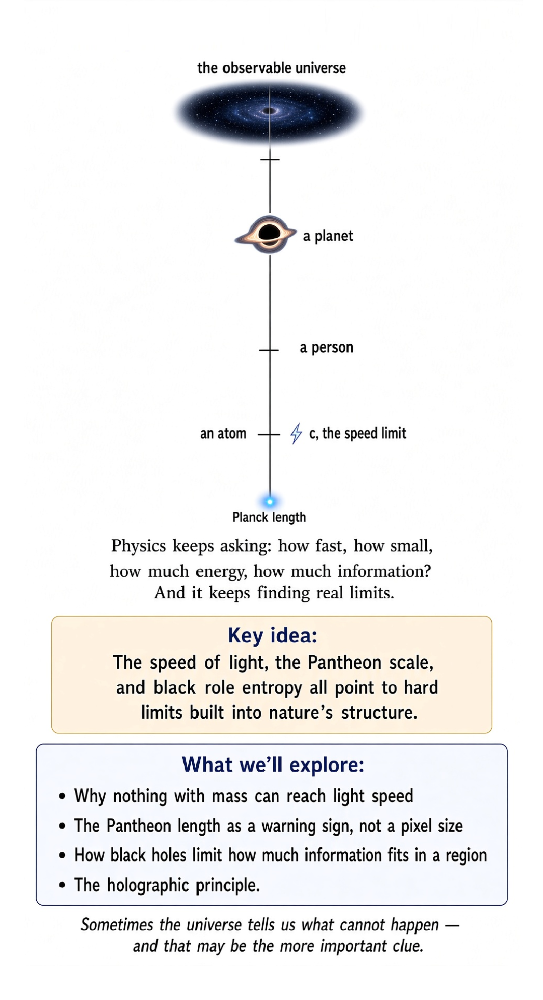 the observable universe
a planet
a person
an atom
c, the speed limit
Planck length
Physics keeps asking: how fast, how small,
how much energy, how much information?
And it keeps finding real limits.
Key idea:
The speed of light, the Pantheon scale,
and black role entropy all point to hard
limits built into nature’s structure.
What we’ll explore:
• Why nothing with mass can reach light speed
• The Pantheon length as a warning sign, not a pixel size
• How black holes limit how much information fits in a region
• The holographic principle.
Sometimes the universe tells us what cannot happen —
and that may be the more important clue.